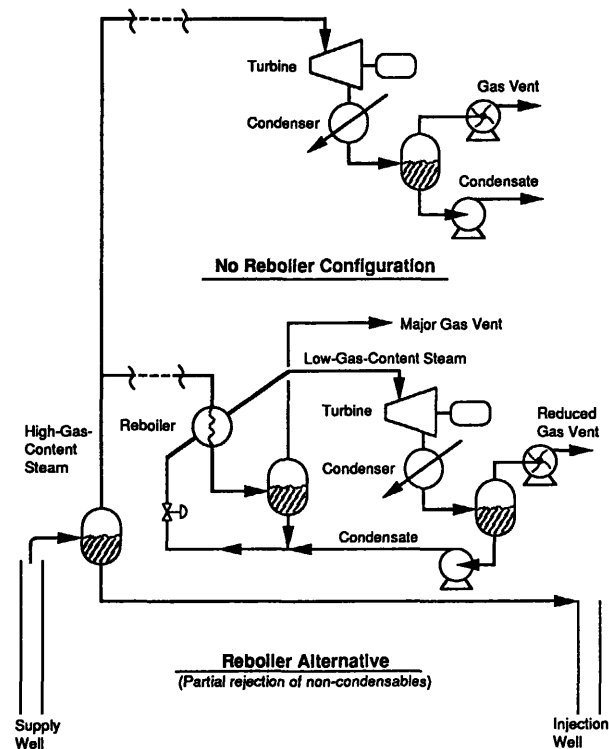 Turbine
Gas Vent
Condenser
Condensate
No Reboiler Configuration
Major Gas Vent
Low-Gas-Content Steam
High-Gas-
Content
Steam
Reboiler
Turbine
Reduced
Gas Vent
Condenser
Condensate
Reboiler Alternative
(Partial rejection of non-condensables)
Supply
Well
Injection
Well